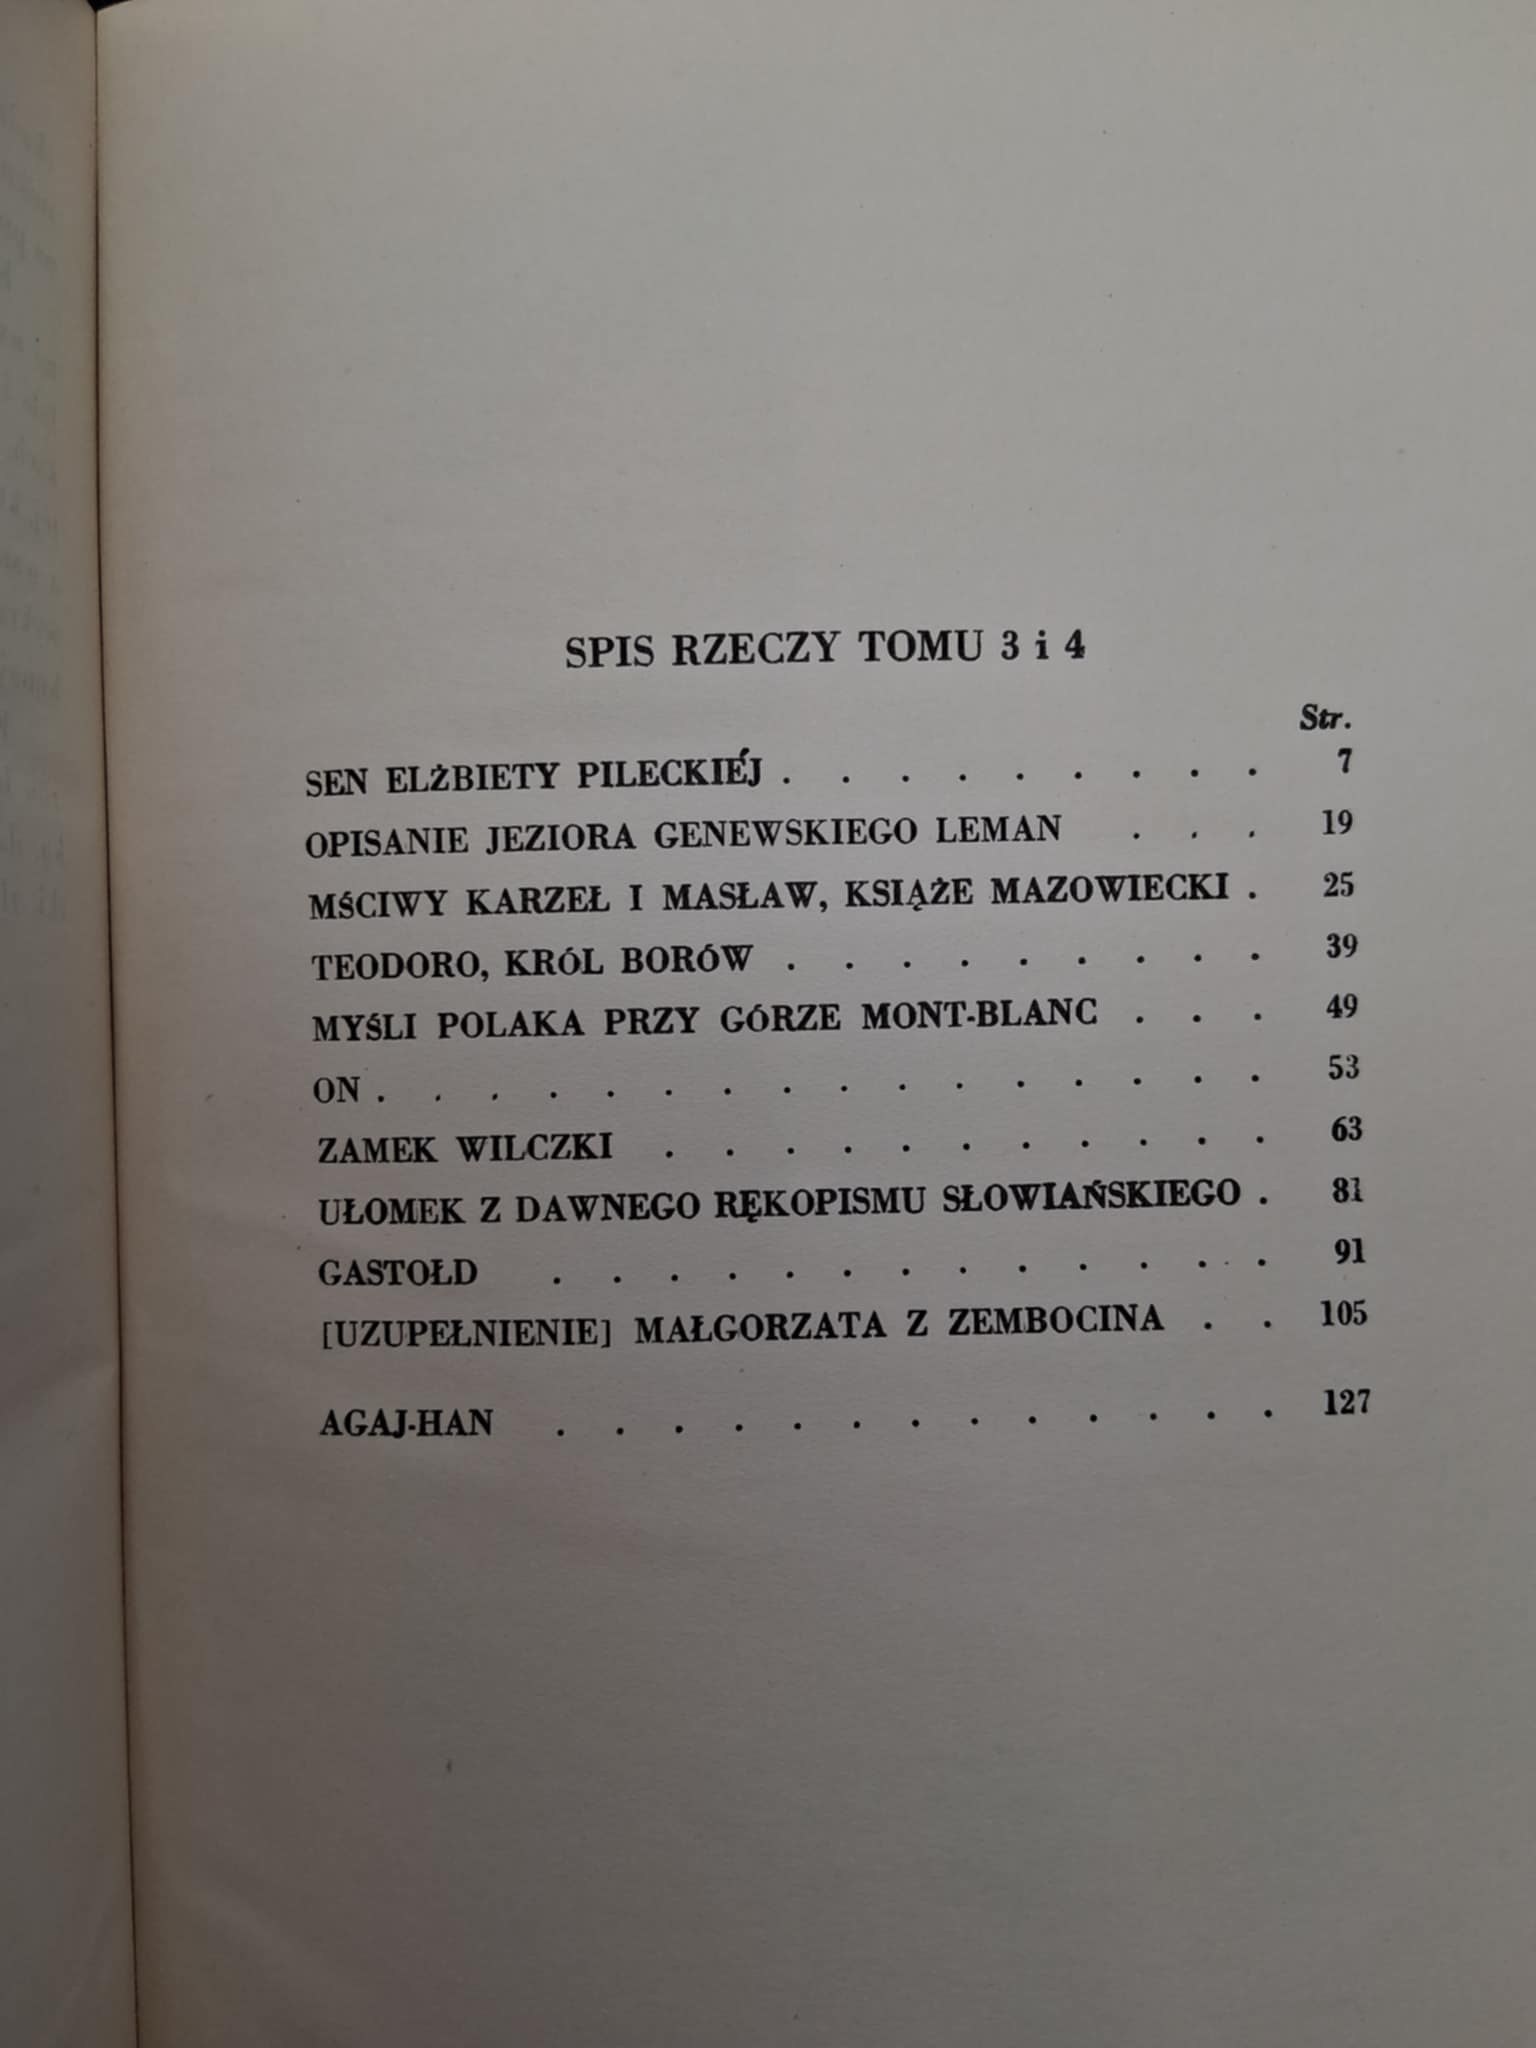 SPIS RZECZY TOMU 3 i 4
Str.
SEN ELŻBIETY PILECKIÉJ . . . . . . . . . 7
OPISANIE JEZIORA GENEWSKIEGO LEMAN . . . 19
MŚCIWY KARZEŁ I MASŁAW, KSIĄŻE MAZOWIECKI . 25
TEODORO, KRÓL BORÓW . . . . . . . . . 39
MYŚLI POLAKA PRZY GÓRZE MONT-BLANC . . . 49
ON . . . . . . . . . . . . . . . . 53
ZAMEK WILCZKI . . . . . . . . . . . 63
UŁOMEK Z DAWNEGO RĘKOPISMU SŁOWIAŃSKIEGO . 81
GASTOŁD . . . . . . . . . . . . . 91
[UZUPEŁNIENIE] MAŁGORZATA Z ZEMBOCINA . . 105
AGAJ-HAN . . . . . . . . . . . . . 127